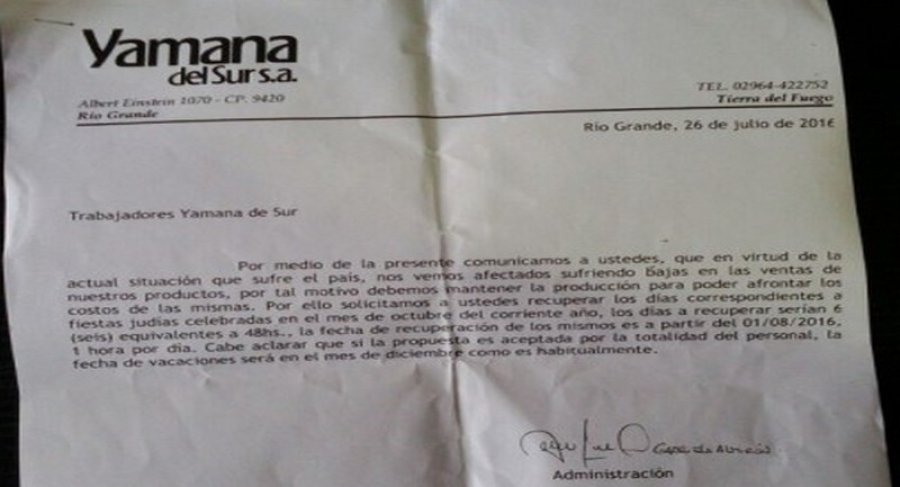 Yamana
del Sur s.a.
Albert Einstein 1070 - CP. 9420
Río Grande
TEL. 02964-422752
Tierra del Fuego
Río Grande, 26 de julio de 2016
Trabajadores Yamana de Sur
Por medio de la presente comunicamos a ustedes, que en virtud de la
actual situación que sufre el país, nos vemos afectados sufriendo bajas en las ventas de
nuestros productos, por tal motivo debemos mantener la producción para poder afrontar los
costos de las mismas. Por ello solicitamos a ustedes recuperar los días correspondientes a
fiestas judías celebradas en el mes de octubre del corriente año, los días a recuperar serían 6
(seis) equivalentes a 48hs., la fecha de recuperación de los mismos es a partir del 01/08/2016,
1 hora por día. Cabe aclarar que si la propuesta es aceptada por la totalidad del personal, la
fecha de vacaciones será en el mes de diciembre como es habitualmente.
Administración